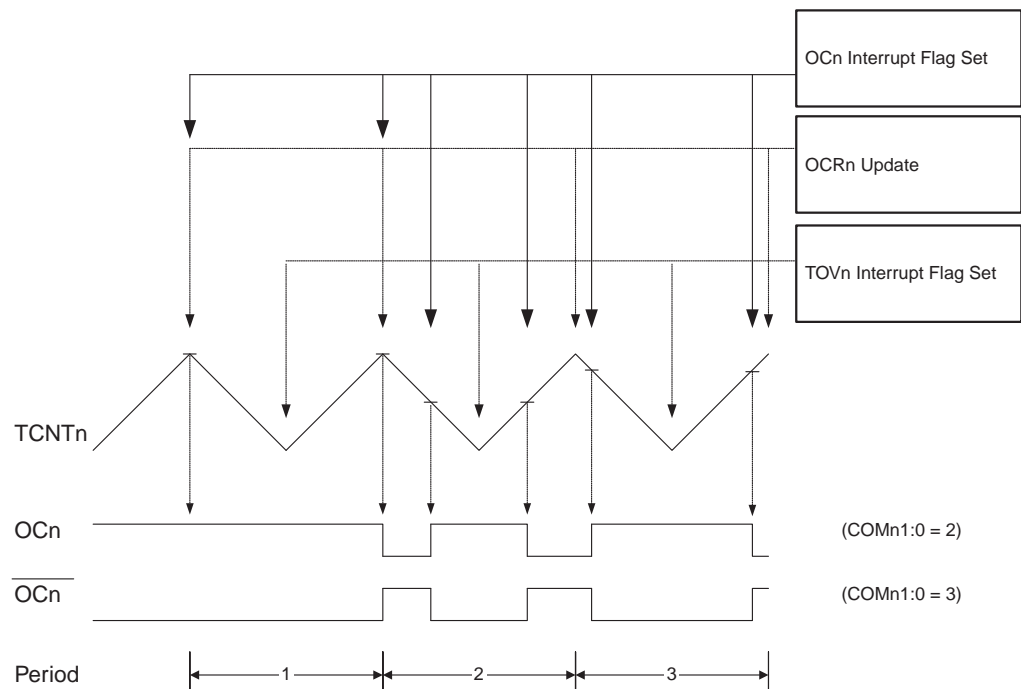 OCn Interrupt Flag Set
OCRn Update
TOVn Interrupt Flag Set
TCNTn
OCn
(COMn1:0 = 2)
OCn
(COMn1:0 = 3)
Period
1
2
3